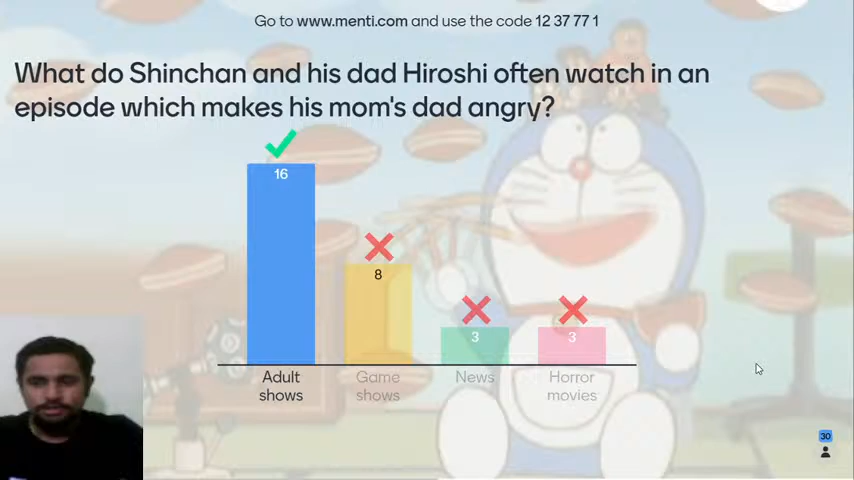 Go to www.menti.com and use the code 12 37 77 1
What do Shinchan and his dad Hiroshi often watch in an
episode which makes his mom's dad angry?
16
8
3
3
Adult
shows
Game
shows
News
Horror
movies
30